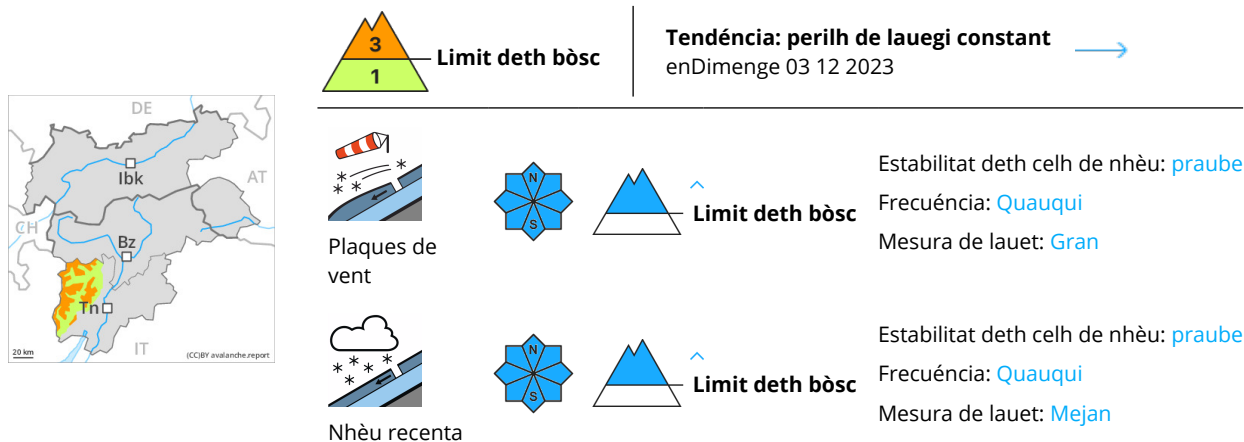 3
1
Limit deth bòsc
Tendéncia: perilh de lauegi constant
enDimenge 03 12 2023
DE
Ibk
AT
CH
Bz
Tn
IT
20 km
(CC)BY avalanche.report
Plaques de
vent
N
S
Limit deth bòsc
Estabilitat deth celh de nhèu: praube
Frecuéncia: Quauqui
Mesura de lauet: Gran
Nhèu recenta
N
S
Limit deth bòsc
Estabilitat deth celh de nhèu: praube
Frecuéncia: Quauqui
Mesura de lauet: Mejan